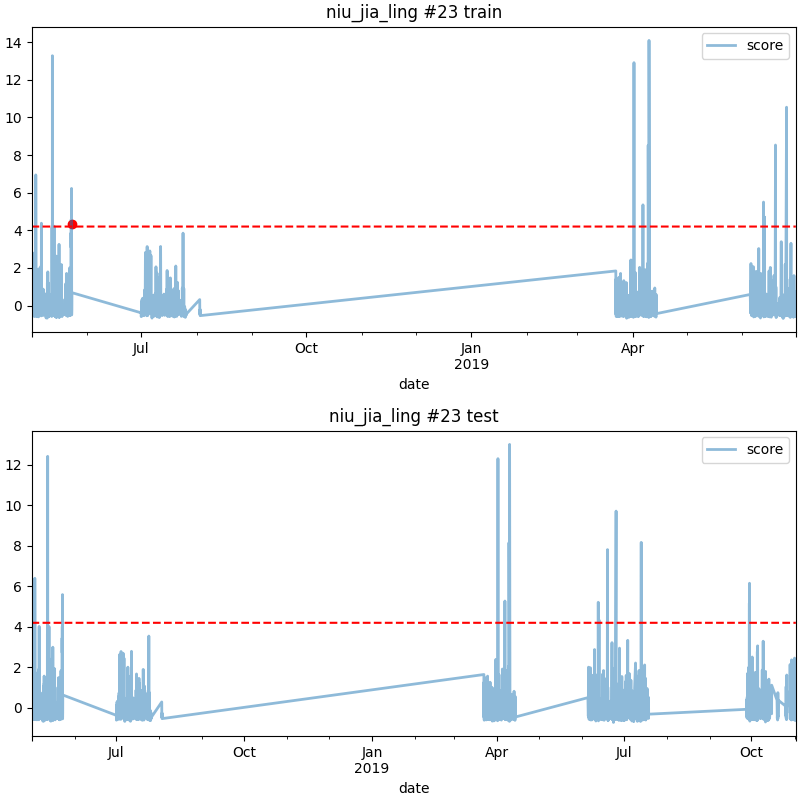 niu_jia_ling #23 train
score
14
12
10
8
6
4
2
0
Jul
Oct
Jan
2019
Apr
date
niu_jia_ling #23 test
score
12
10
8
6
4
2
0
Jul
Oct
Jan
2019
Apr
Jul
Oct
date